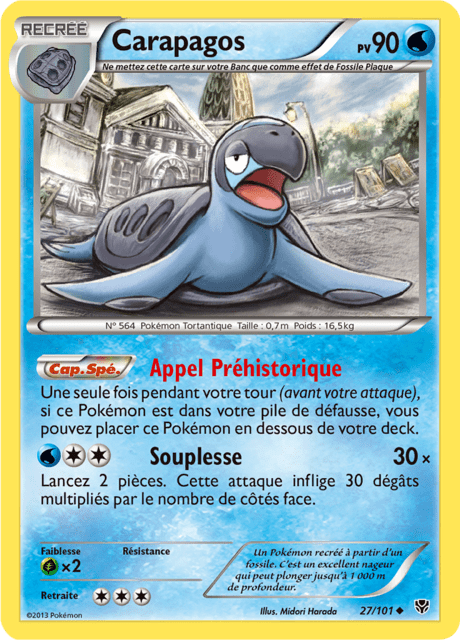 RECRÉÉ
Carapagos
PV 90
Ne mettez cette carte sur votre Banc que comme effet de Fossile Plaque
N° 564 Pokémon Tortantique Taille : 0,7m Poids : 16,5kg
Cap. Spé. Appel Préhistorique
Une seule fois pendant votre tour (avant votre attaque),
si ce Pokémon est dans votre pile de défausse, vous
pouvez placer ce Pokémon en dessous de votre deck.
Souplesse 30×
Lancez 2 pièces. Cette attaque inflige 30 dégâts
multipliés par le nombre de côtés face.
Faiblesse Résistance
×2
Retraite
Un Pokémon recréé à partir d'un
fossile. C'est un excellent nageur
qui peut plonger jusqu'à 1 000 m
de profondeur.
©2013 Pokémon Illus. Midori Harada 27/101